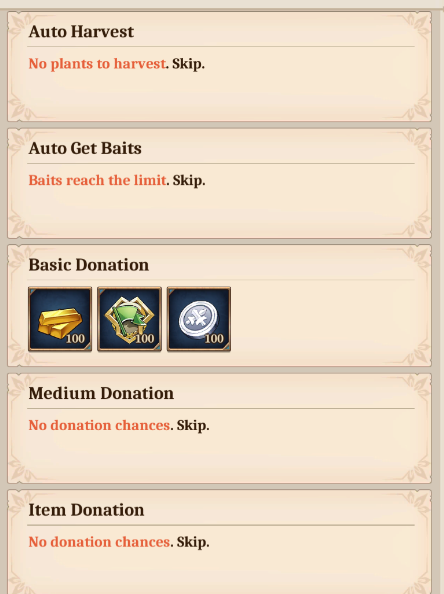 Auto Harvest
No plants to harvest. Skip.
Auto Get Baits
Baits reach the limit. Skip.
Basic Donation
100 100 100
Medium Donation
No donation chances. Skip.
Item Donation
No donation chances. Skip.